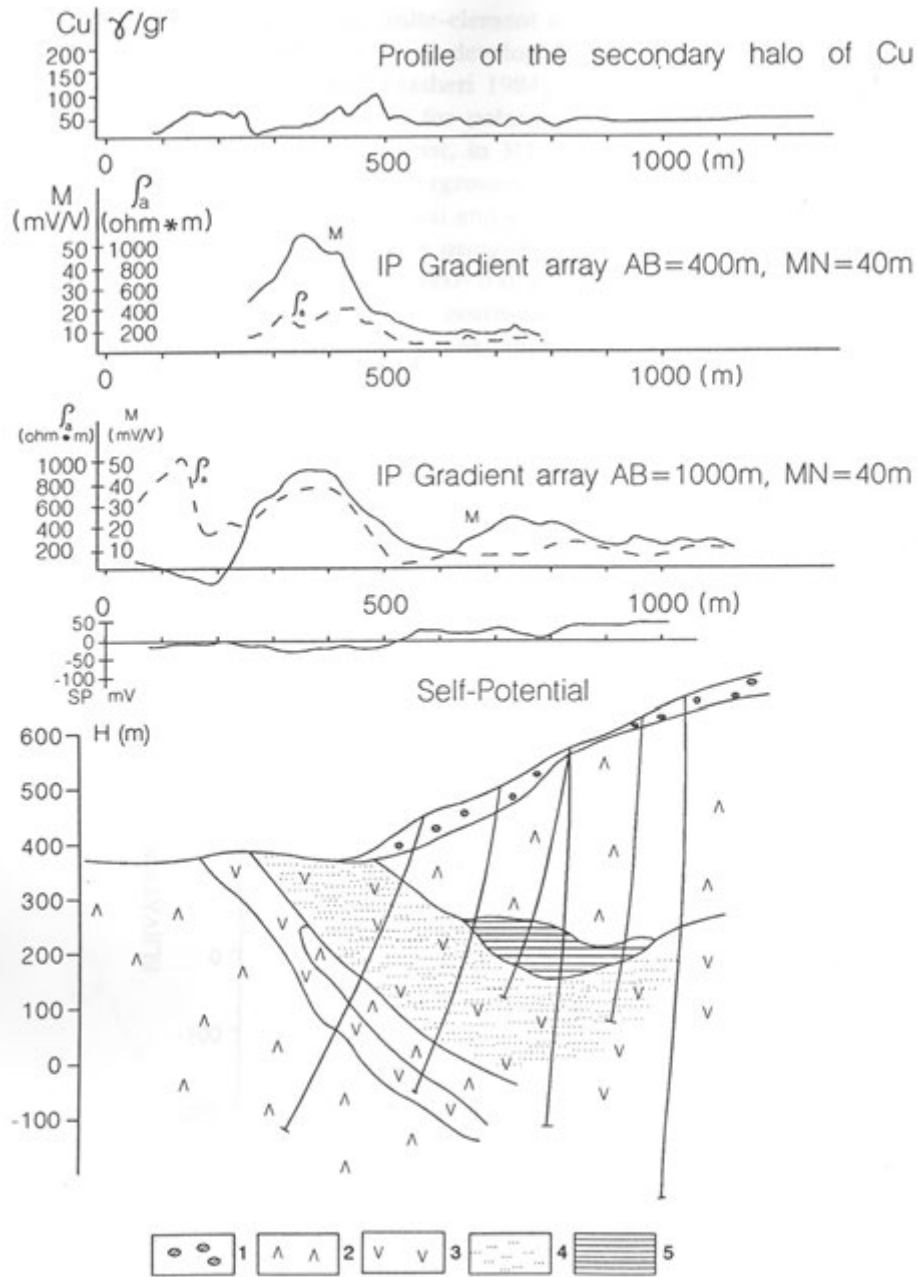 Cu γ/gr
Profile of the secondary halo of Cu
200
150
100
50
0 500 1000 (m)
M ρa
(mV/V) (ohm*m)
50 1000
40 800
30 600
20 400
10 200
M
ρa
IP Gradient array AB=400m, MN=40m
0 500 1000 (m)
ρa M
(ohm*m) (mV/V)
1000 50
800 40
600 30
400 20
200 10
ρa
M
IP Gradient array AB=1000m, MN=40m
0 500 1000 (m)
50
0
-50
-100
SP mV
Self-Potential
H (m)
600
500
400
300
200
100
0
-100
1 2 3 4 5